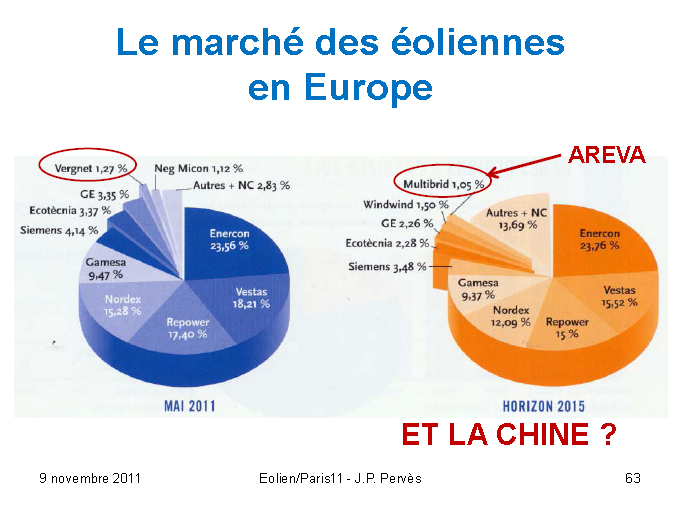 Le marché des éoliennes
en Europe
AREVA
Vergnet 1,27 %
Neg Micon 1,12 %
Autres + NC 2,83 %
GE 3,35 %
Ecotècnia 3,37 %
Siemens 4,14 %
Gamesa
9,47 %
Nordex
15,28 %
Repower
17,40 %
Vestas
18,21 %
Enercon
23,56 %
MAI 2011
Multibrid 1,05 %
Windwind 1,50 %
GE 2,26 %
Ecotècnia 2,28 %
Siemens 3,48 %
Autres + NC
13,69 %
Enercon
23,76 %
Gamesa
9,37 %
Vestas
15,52 %
Nordex
12,09 %
Repower
15 %
HORIZON 2015
ET LA CHINE ?
9 novembre 2011
Eolien/Paris11 - J.P. Pervès
63